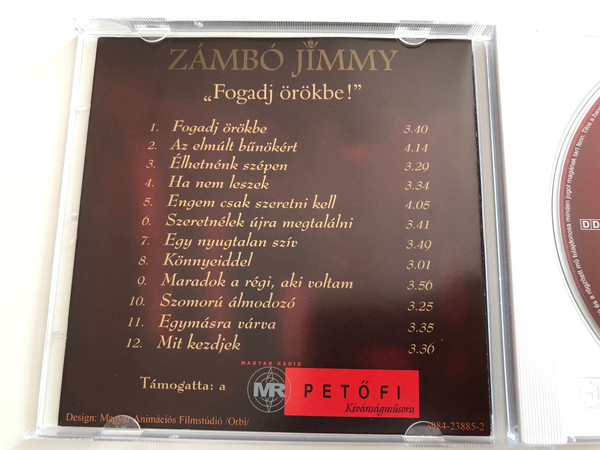 ZÁMBÓ JIMMY
„Fogadj örökbe!”
1. Fogadj örökbe 3.40
2. Az elmúlt bűnökért 4.14
3. Élhetnénk szépen 3.29
4. Ha nem leszek 3.34
5. Engem csak szeretni kell 4.05
6. Szeretnélek újra megtalálni 3.41
7. Egy nyugtalan szív 3.49
8. Könnyeiddel 3.01
9. Maradok a régi, aki voltam 3.56
10. Szomorú álmodozó 3.25
11. Egymásra várva 3.35
12. Mit kezdjek 3.36
MAGYAR RÁDIÓ
Támogatta: a MR PETŐFI
Kívánságműsora
Design: Magyar Animációs Filmstúdió /Orbi/ 084-23885-2
DD